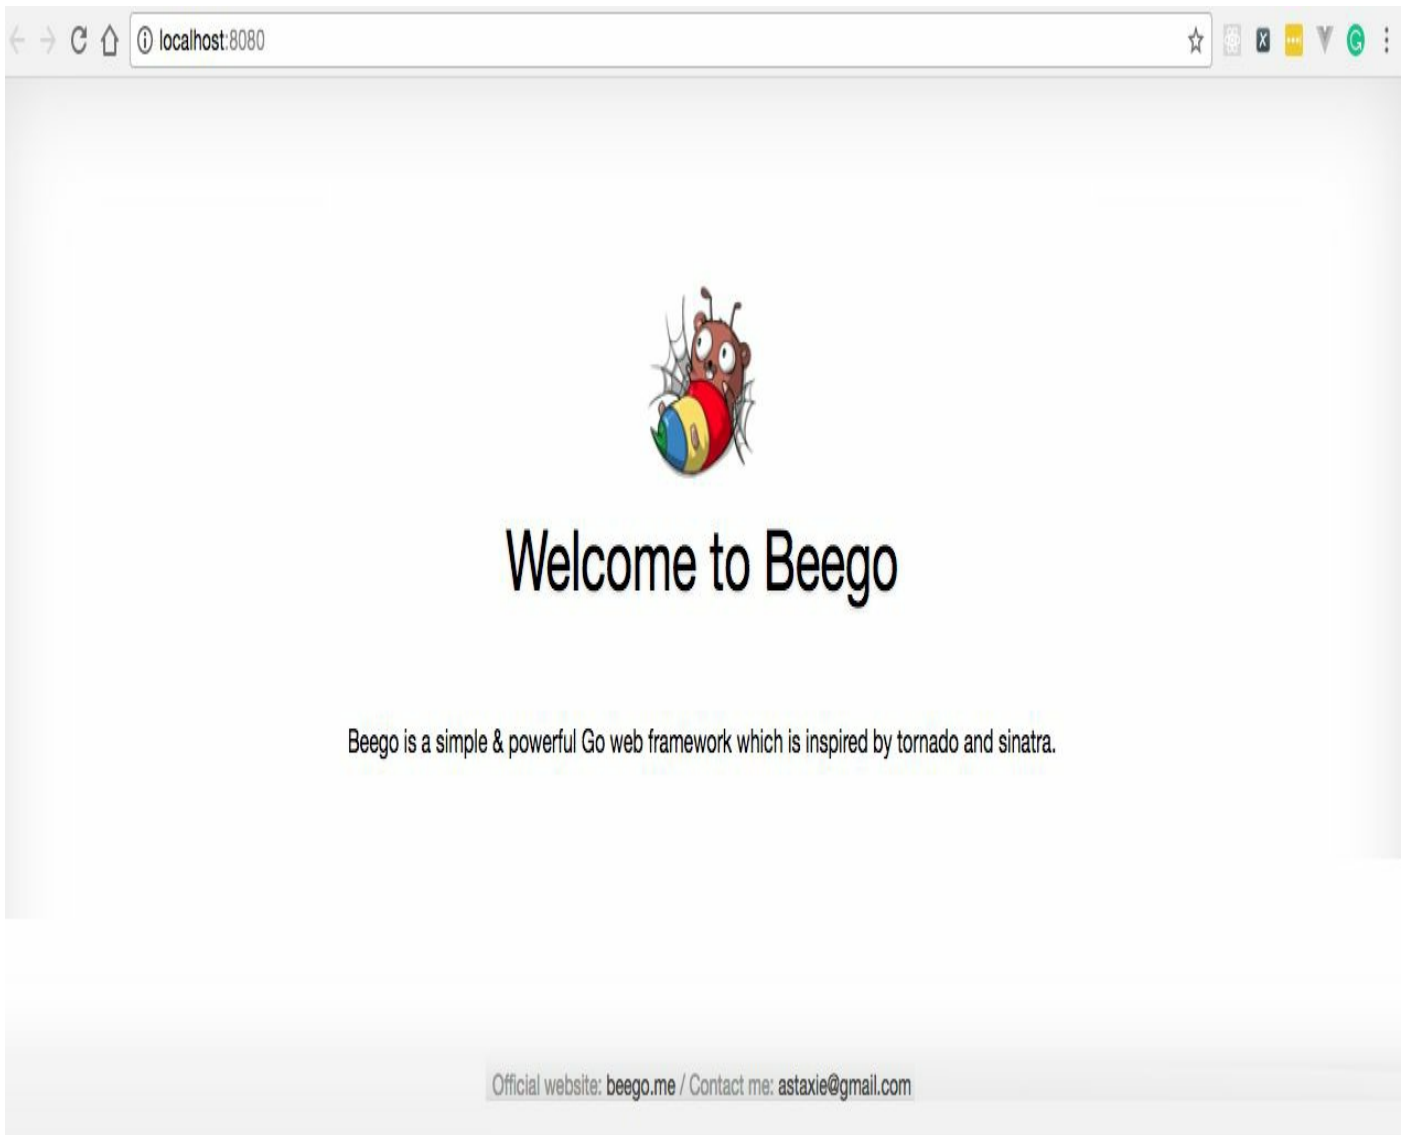 localhost:8080
Welcome to Beego
Beego is a simple & powerful Go web framework which is inspired by tornado and sinatra.
Official website: beego.me / Contact me: astaxie@gmail.com